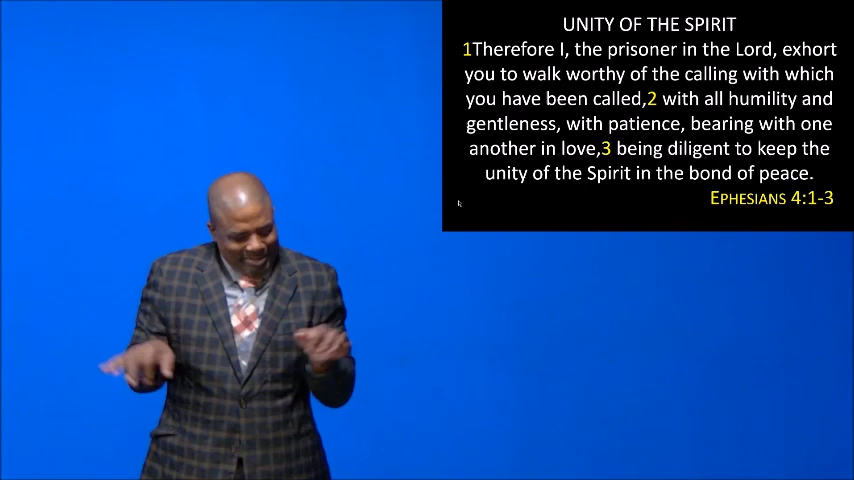 UNITY OF THE SPIRIT
1Therefore I, the prisoner in the Lord, exhort
you to walk worthy of the calling with which
you have been called,2 with all humility and
gentleness, with patience, bearing with one
another in love,3 being diligent to keep the
unity of the Spirit in the bond of peace.
EPHESIANS 4:1-3